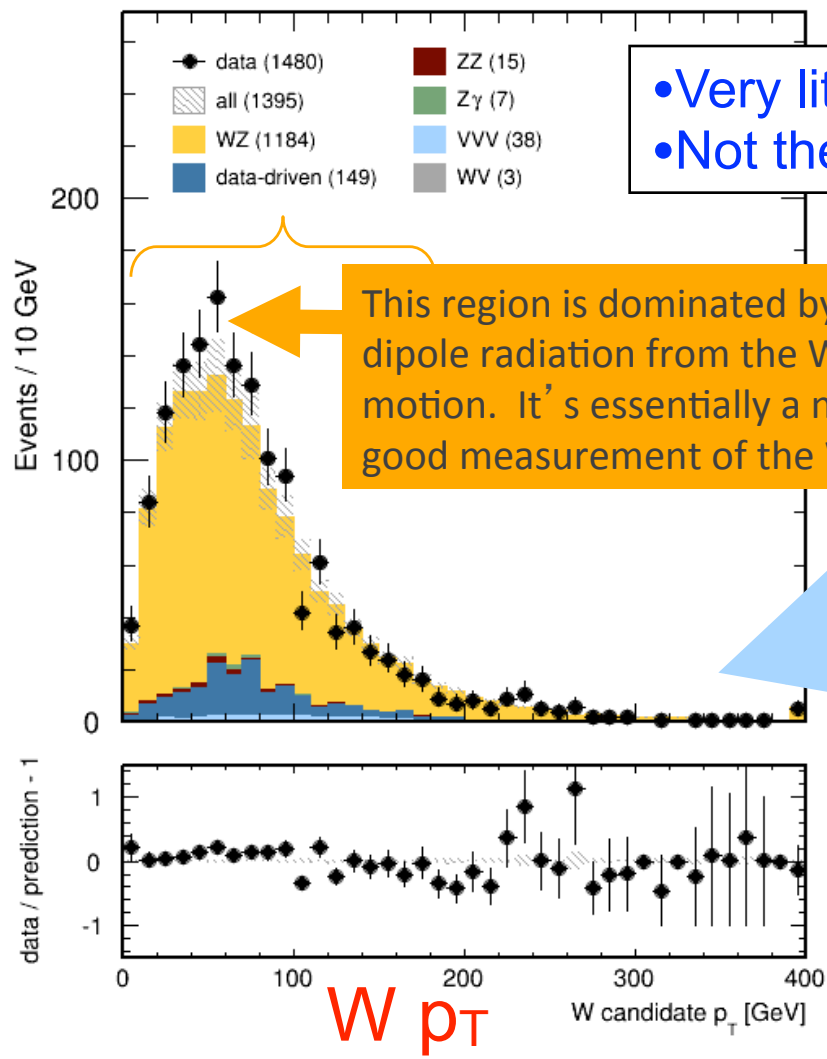 data (1480)
all (1395)
WZ (1184)
data-driven (149)
ZZ (15)
Zγ (7)
VVV (38)
WV (3)
•Very lit
•Not the
This region is dominated by
dipole radiation from the W
motion. It's essentially a n
good measurement of the
Events / 10 GeV
200
100
0
data / prediction - 1
1
0
-1
0
100
200
300
400
W pT
W candidate pT [GeV]